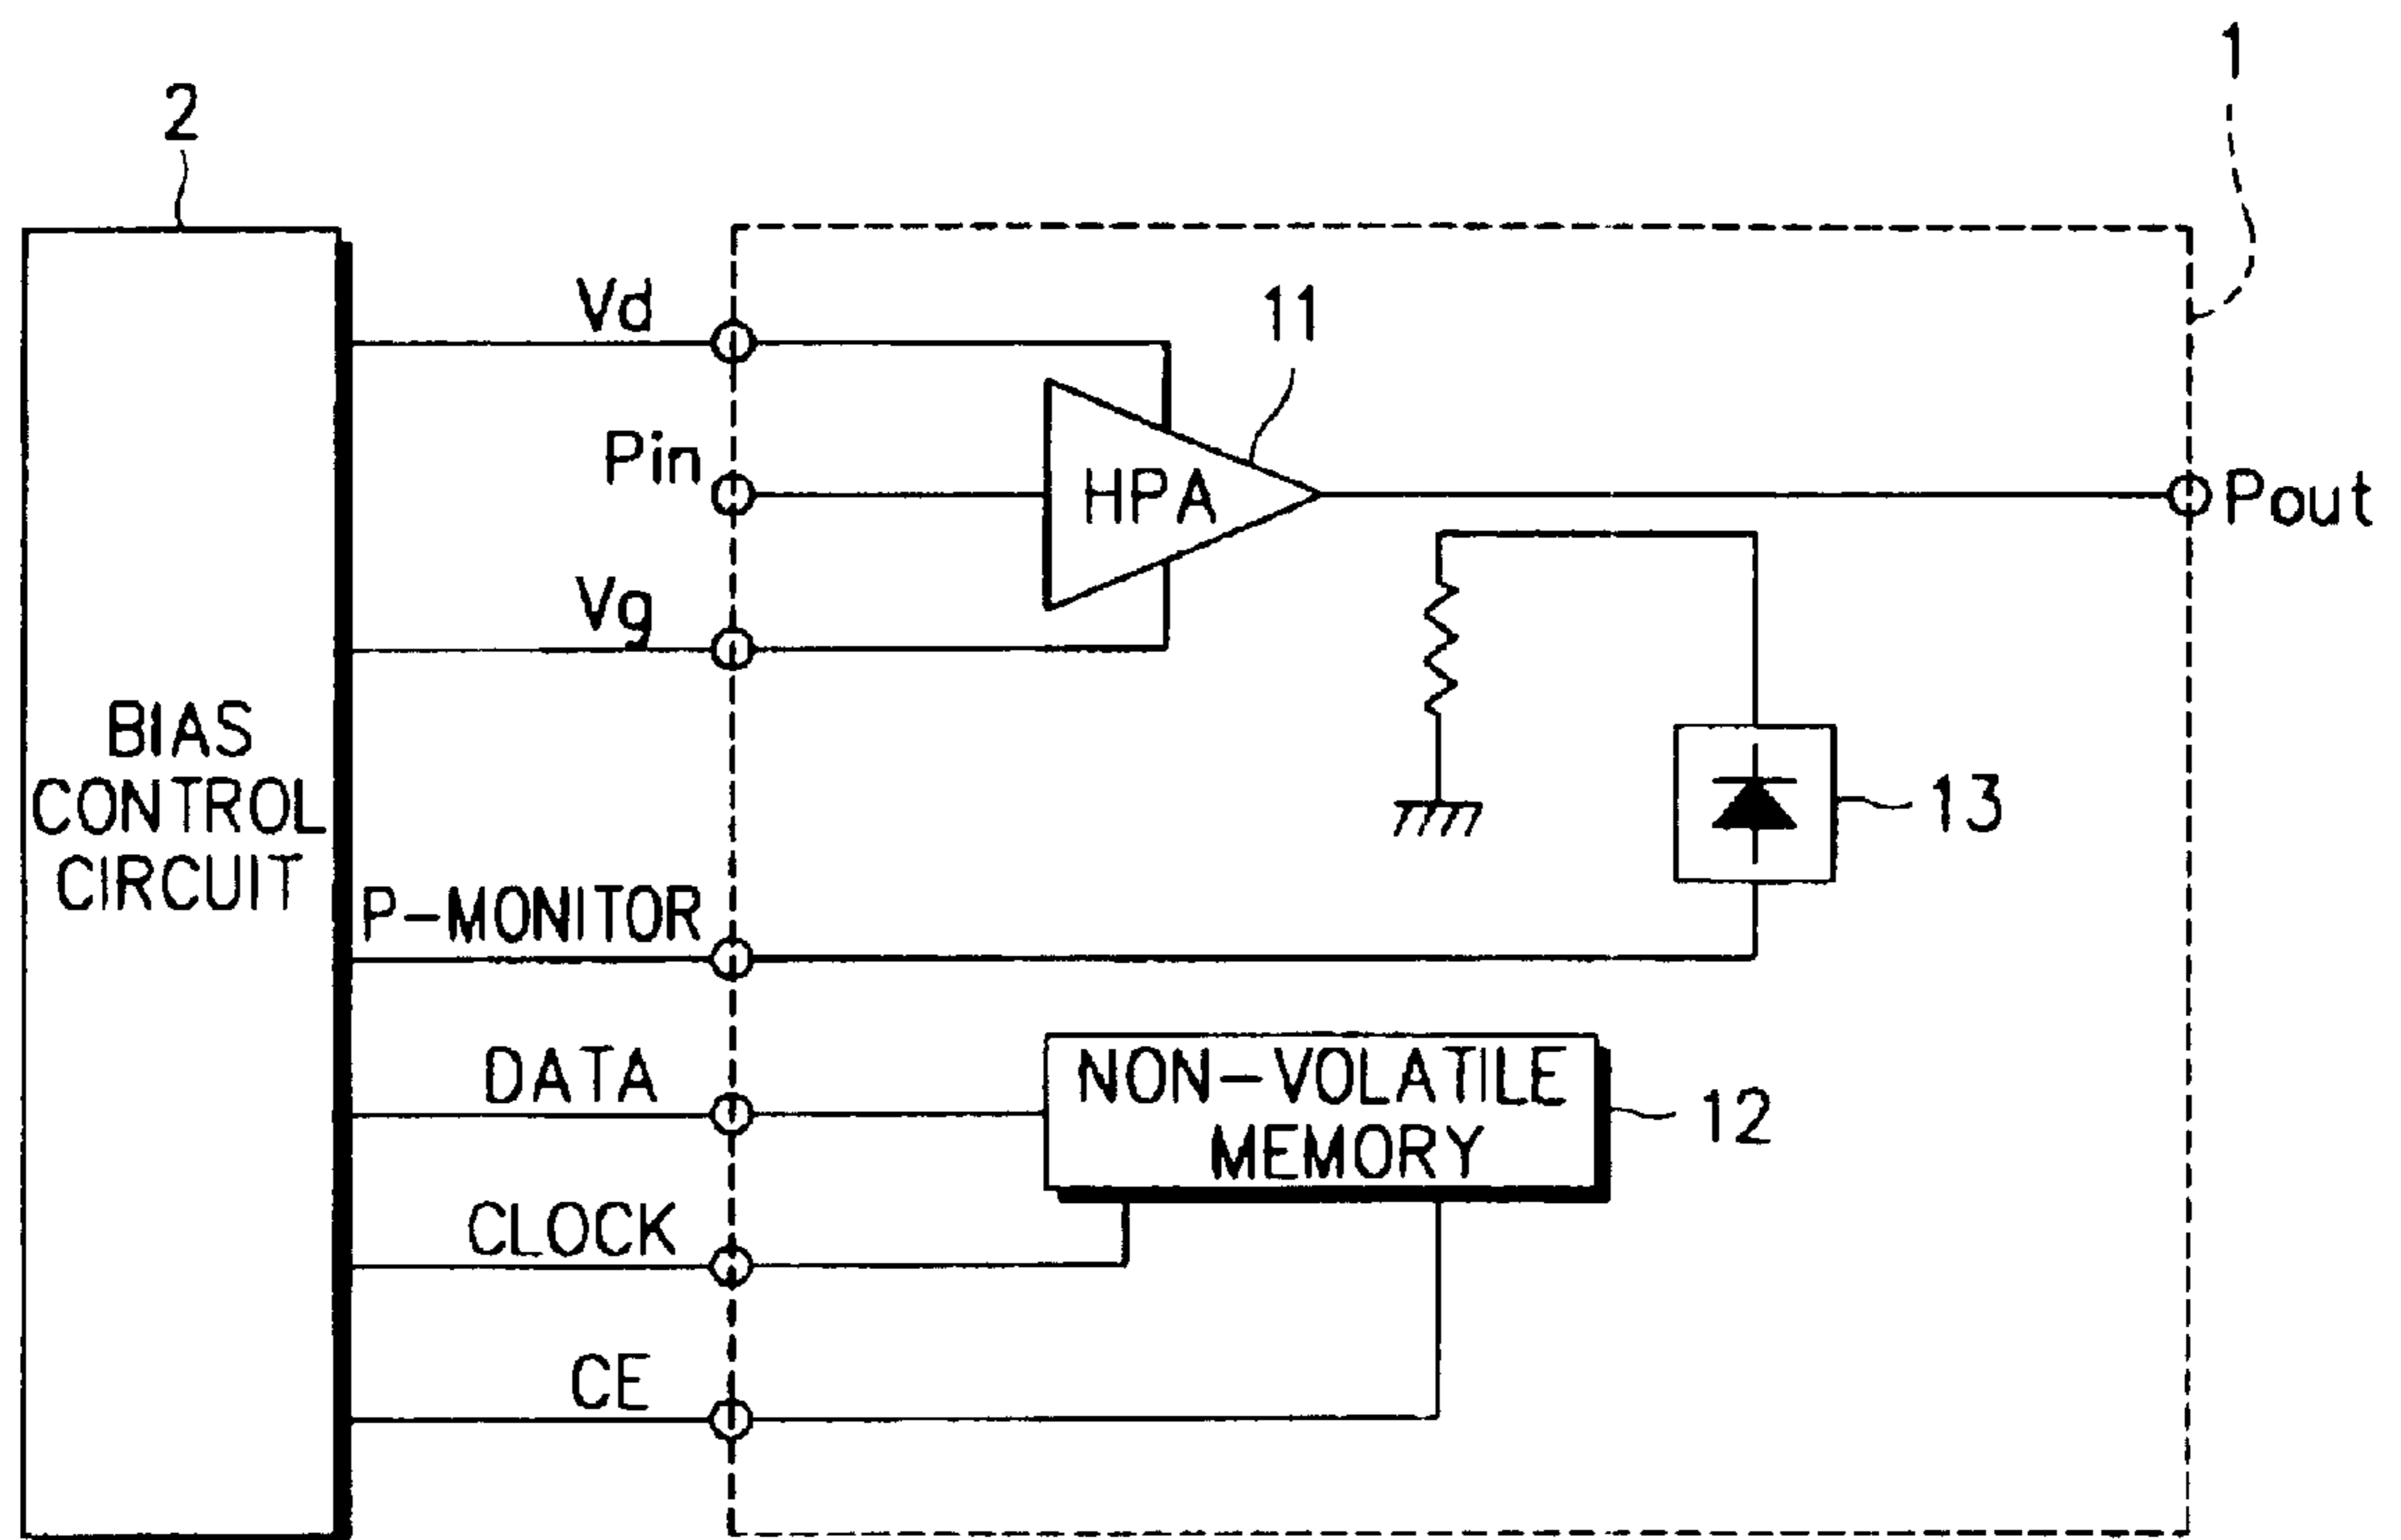 1
2
Vd
11
Pin
HPA
Pout
Vg
BIAS
CONTROL
CIRCUIT
13
P-MONITOR
DATA
NON-VOLATILE
MEMORY
12
CLOCK
CE